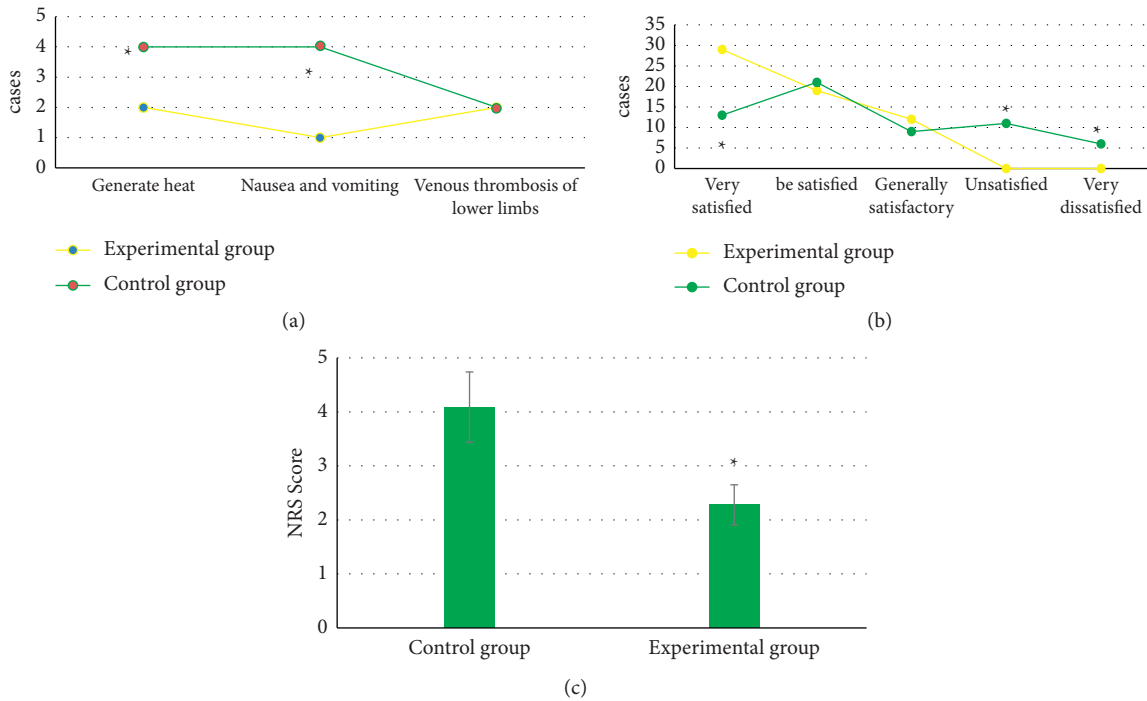 5
4
3
2
1
0
cases
*
*
Generate heat
Nausea and vomiting
Venous thrombosis of
lower limbs
Experimental group
Control group
(a)
35
30
25
20
15
10
5
0
cases
*
*
*
Very
satisfied
be satisfied
Generally
satisfactory
Unsatisfied
Very
dissatisfied
Experimental group
Control group
(b)
5
4
3
2
1
0
NRS Score
*
Control group
Experimental group
(c)